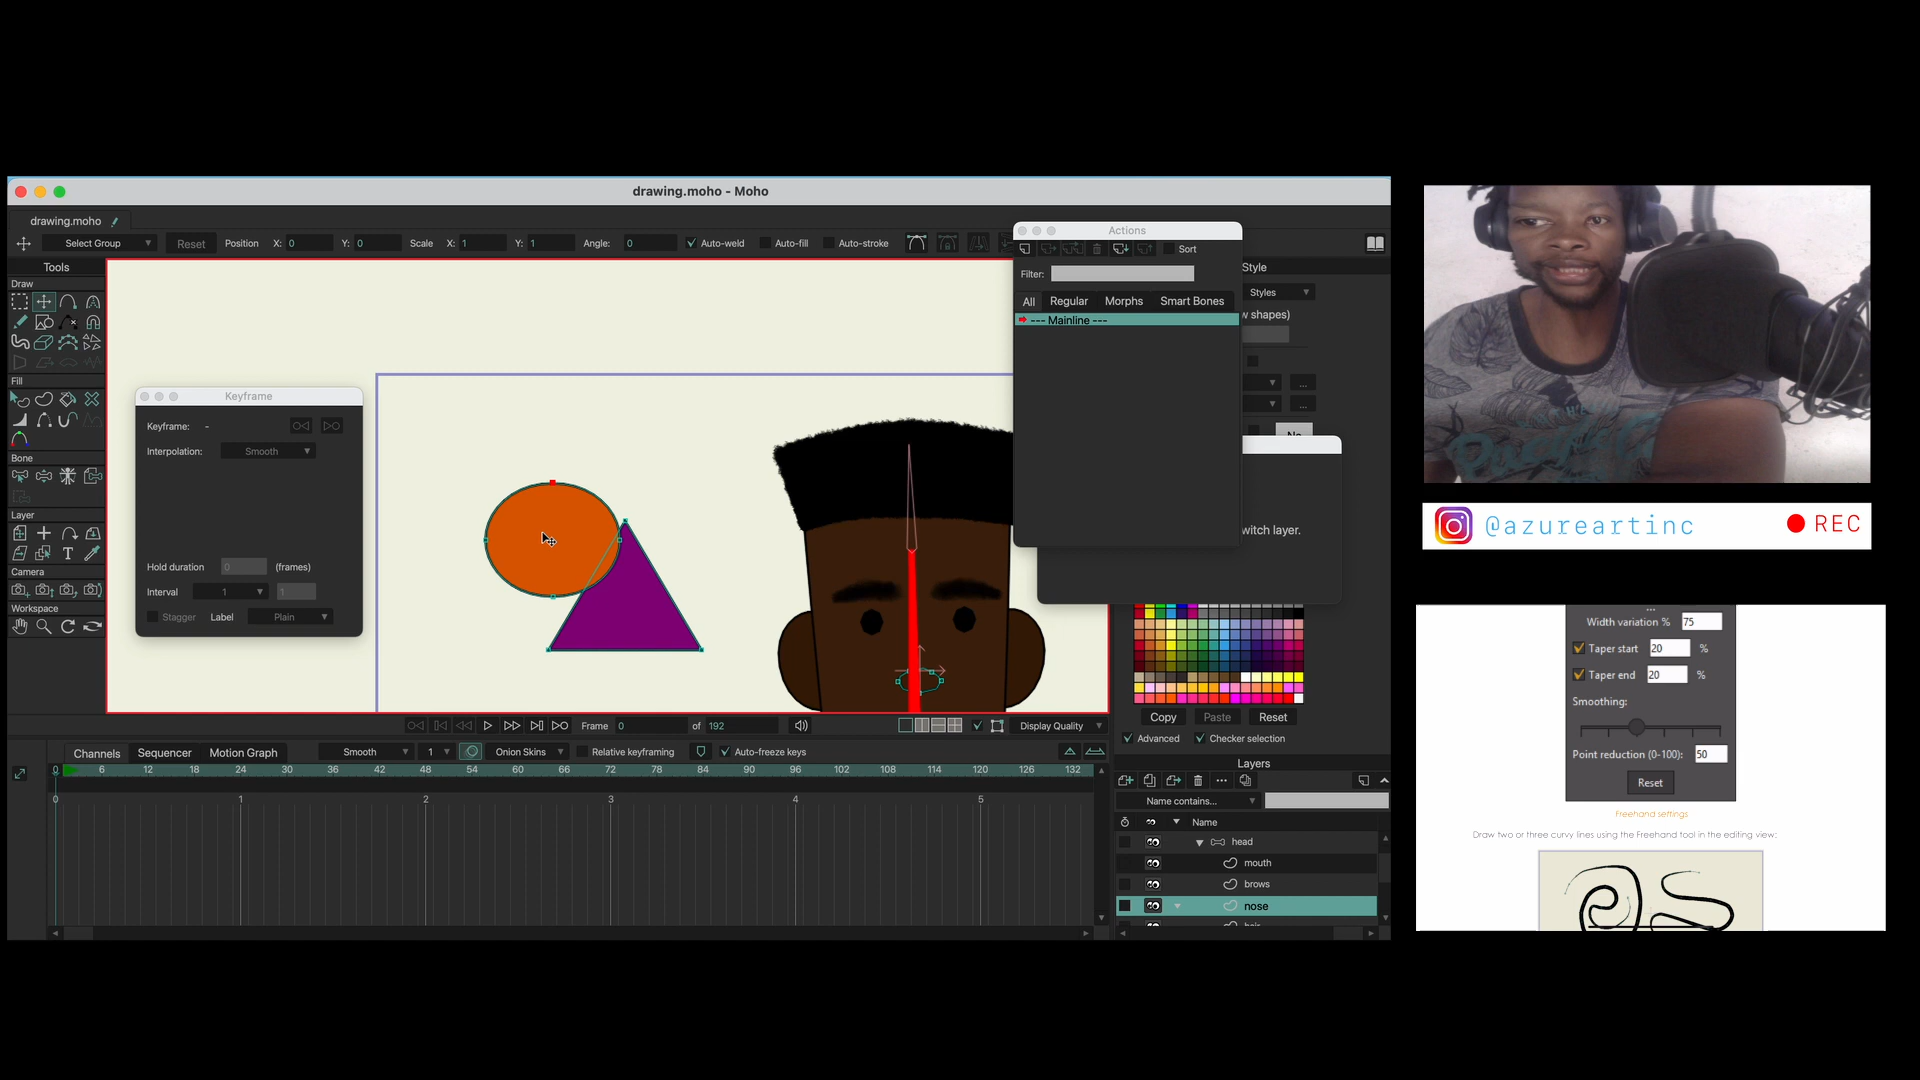 drawing.moho - Moho
drawing.moho
Select Group Reset Position X: 0 Y: 0 Scale X: 1 Y: 1 Angle: 0 Auto-weld Auto-fill Auto-stroke
Tools
Draw
Fill
Bone
Layer
Camera
Workspace
Keyframe
Keyframe: -
Interpolation: Smooth
Hold duration 0 (frames)
Interval 1 1
Stagger Label Plain
Actions
Sort
Filter:
All Regular Morphs Smart Bones
--- Mainline ---
Style
Styles
w shapes)
...
...
No
witch layer.
Copy Paste Reset
Advanced Checker selection
Frame 0 of 192 Display Quality
Channels Sequencer Motion Graph Smooth 1 Onion Skins Relative keyframing Auto-freeze keys
0 6 12 18 24 30 36 42 48 54 60 66 72 78 84 90 96 102 108 114 120 126 132
0 1 2 3 4 5
Layers
Name contains...
Name
head
mouth
brows
nose
hair
@azureartinc REC
Width variation % 75
Taper start 20 %
Taper end 20 %
Smoothing:
Point reduction (0-100): 50
Reset
Freehand settings
Draw two or three curvy lines using the Freehand tool in the editing view: